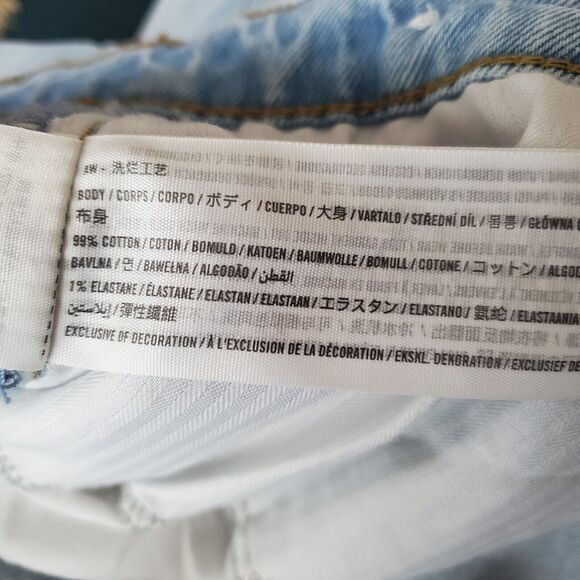 AW - 洗烂工艺
BODY / CORPS / CORPO / ボディ / CUERPO / 大身 / VARTALO / STŘEDNÍ DÍL / 몸통 / GŁÓWNA
布身
99% COTTON / COTON / BOMULD / KATOEN / BAUMWOLLE / BOMULL / COTONE / コットン / ALGOD
BAVLNA / 면 / BAWEŁNA / ALGODÃO / القطن
1% ELASTANE / ÉLASTANE / ELASTAN / ELASTAAN / エラスタン / ELASTANO / 氨纶 / ELASTAANIA
إيلاستين / 彈性纖維
EXCLUSIVE OF DECORATION / À L'EXCLUSION DE LA DÉCORATION / EKSKL. DEKORATION / EXCLUSIEF DE